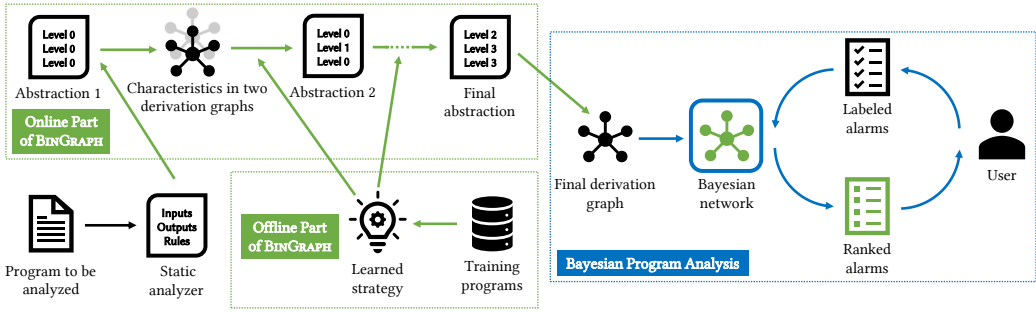 Level 0
Level 0
Level 0
Abstraction 1
Characteristics in two
derivation graphs
Level 0
Level 1
Level 0
Abstraction 2
Level 2
Level 3
Level 3
Final
abstraction
Online Part
of BINGRAPH
Program to be
analyzed
Inputs
Outputs
Rules
Static
analyzer
Offline Part
of BINGRAPH
Learned
strategy
Training
programs
Final derivation
graph
Bayesian
network
Labeled
alarms
Ranked
alarms
User
Bayesian Program Analysis